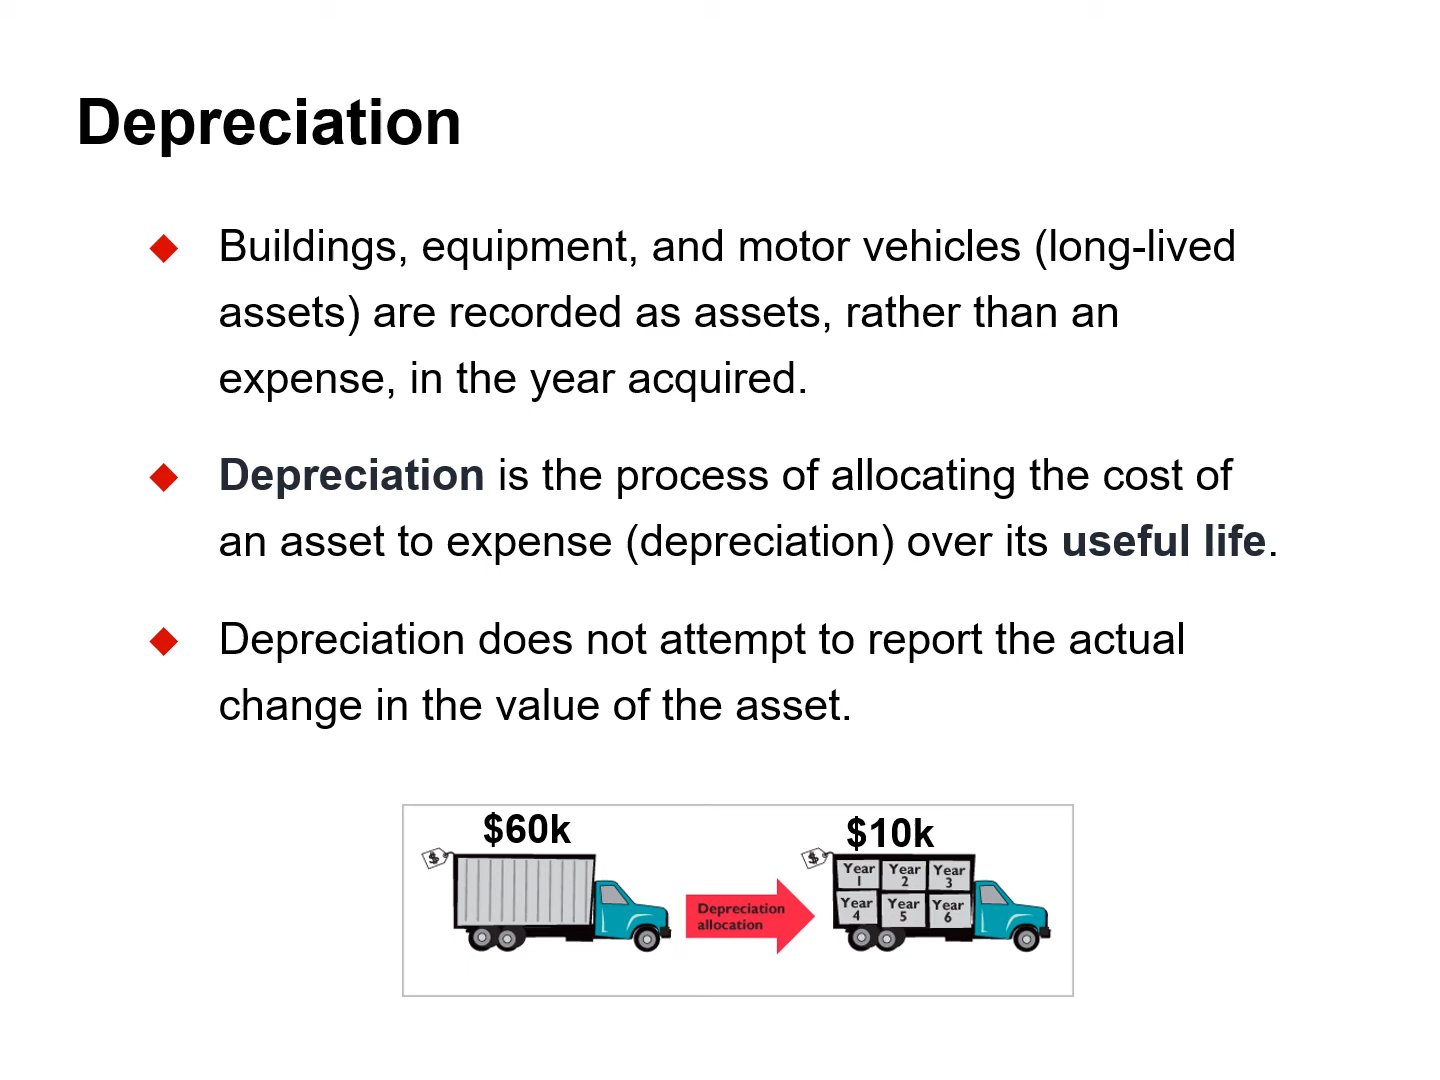 Depreciation
Buildings, equipment, and motor vehicles (long-lived
assets) are recorded as assets, rather than an
expense, in the year acquired.
Depreciation is the process of allocating the cost of
an asset to expense (depreciation) over its useful life.
Depreciation does not attempt to report the actual
change in the value of the asset.
$60k
$
Depreciation
allocation
$10k
$
Year
1
Year
2
Year
3
Year
4
Year
5
Year
6